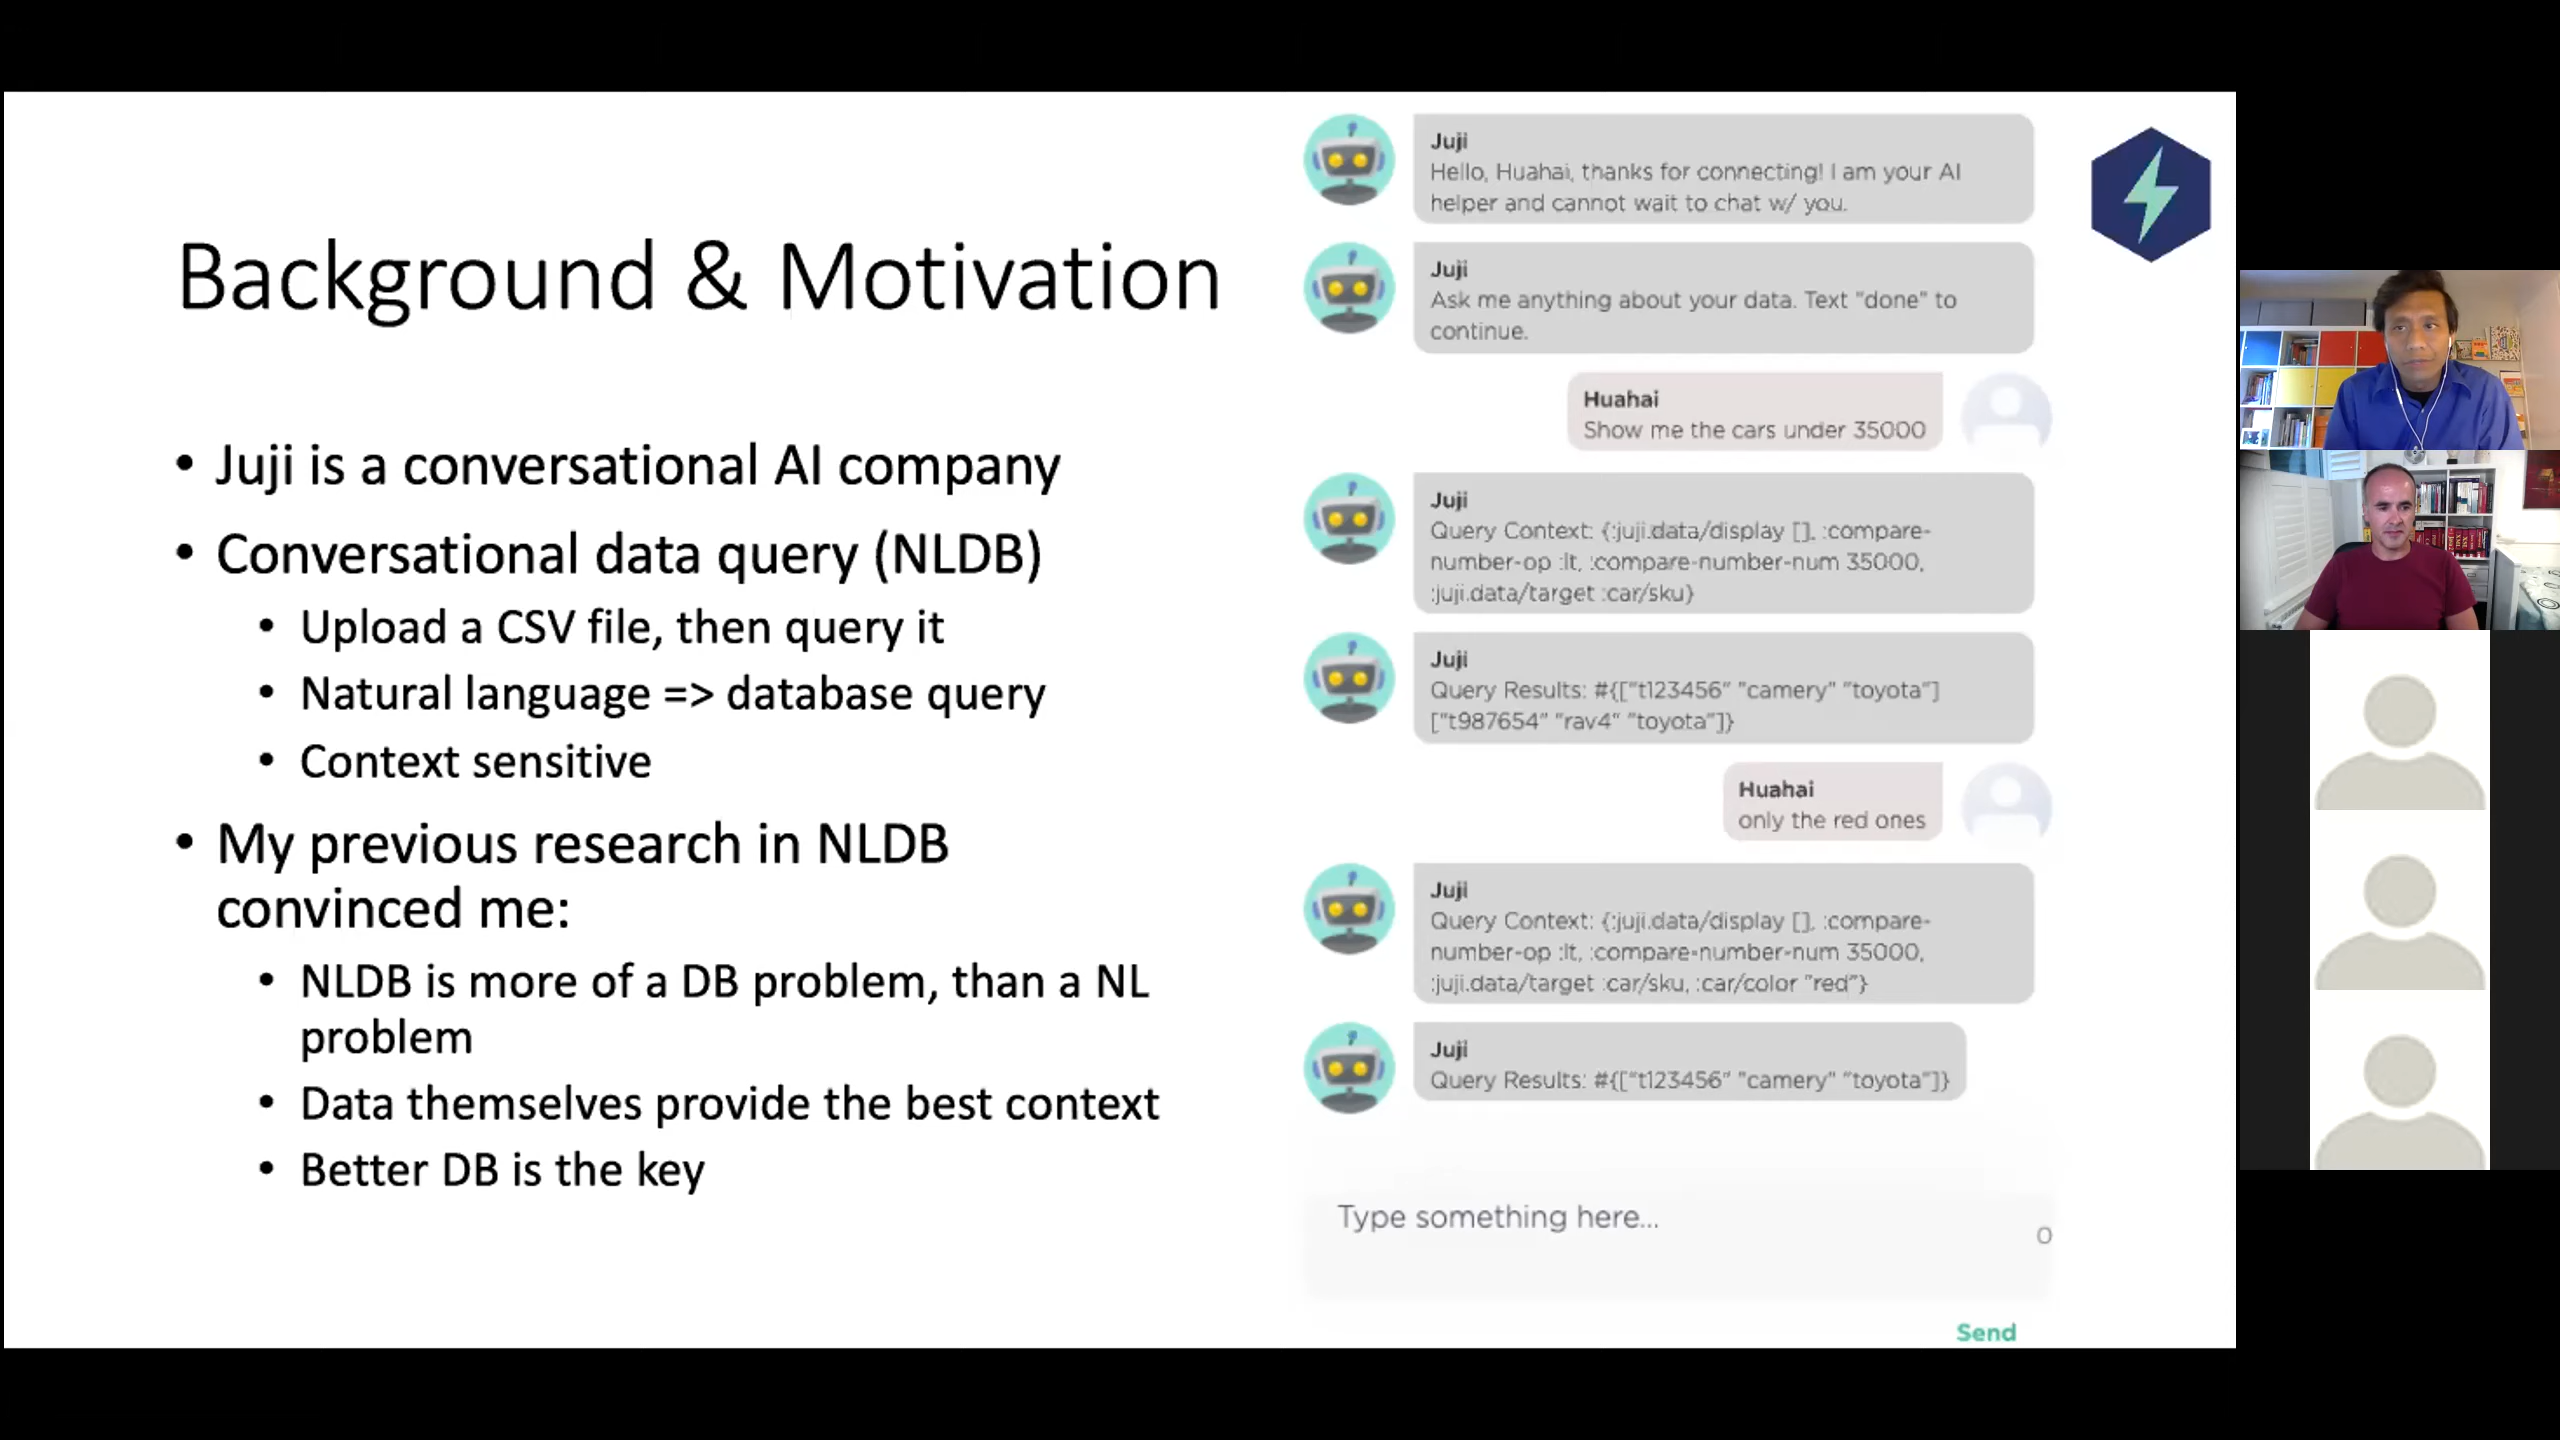 Background & Motivation
• Juji is a conversational AI company
• Conversational data query (NLDB)
• Upload a CSV file, then query it
• Natural language => database query
• Context sensitive
• My previous research in NLDB
convinced me:
• NLDB is more of a DB problem, than a NL
problem
• Data themselves provide the best context
• Better DB is the key
Juji
Hello, Huahai, thanks for connecting! I am your AI
helper and cannot wait to chat w/ you.
Juji
Ask me anything about your data. Text "done" to
continue.
Huahai
Show me the cars under 35000
Juji
Query Context: {:juji.data/display [], :compare-
number-op :lt, :compare-number-num 35000,
:juji.data/target :car/sku}
Juji
Query Results: #{["t123456" "camery" "toyota"]
["t987654" "rav4" "toyota"]}
Huahai
only the red ones
Juji
Query Context: {:juji.data/display [], :compare-
number-op :lt, :compare-number-num 35000,
:juji.data/target :car/sku, :car/color "red"}
Juji
Query Results: #{["t123456" "camery" "toyota"]}
Type something here...
0
Send